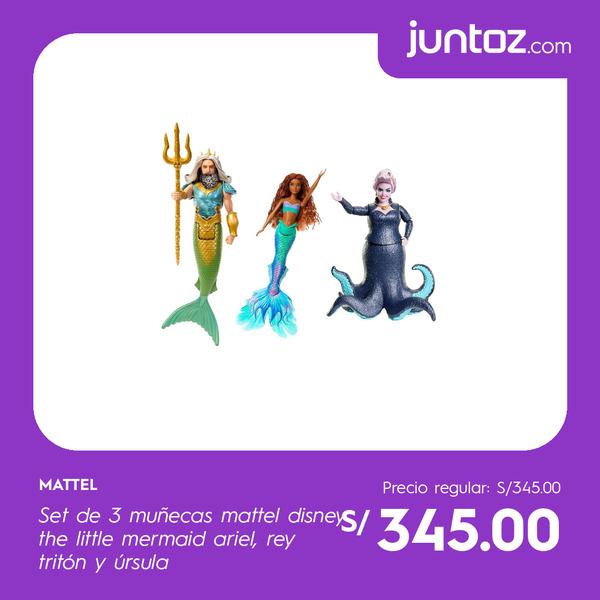 juntoz.com
MATTEL
Set de 3 muñecas mattel disney
the little mermaid ariel, rey
tritón y úrsula
Precio regular: S/345.00
S/ 345.00